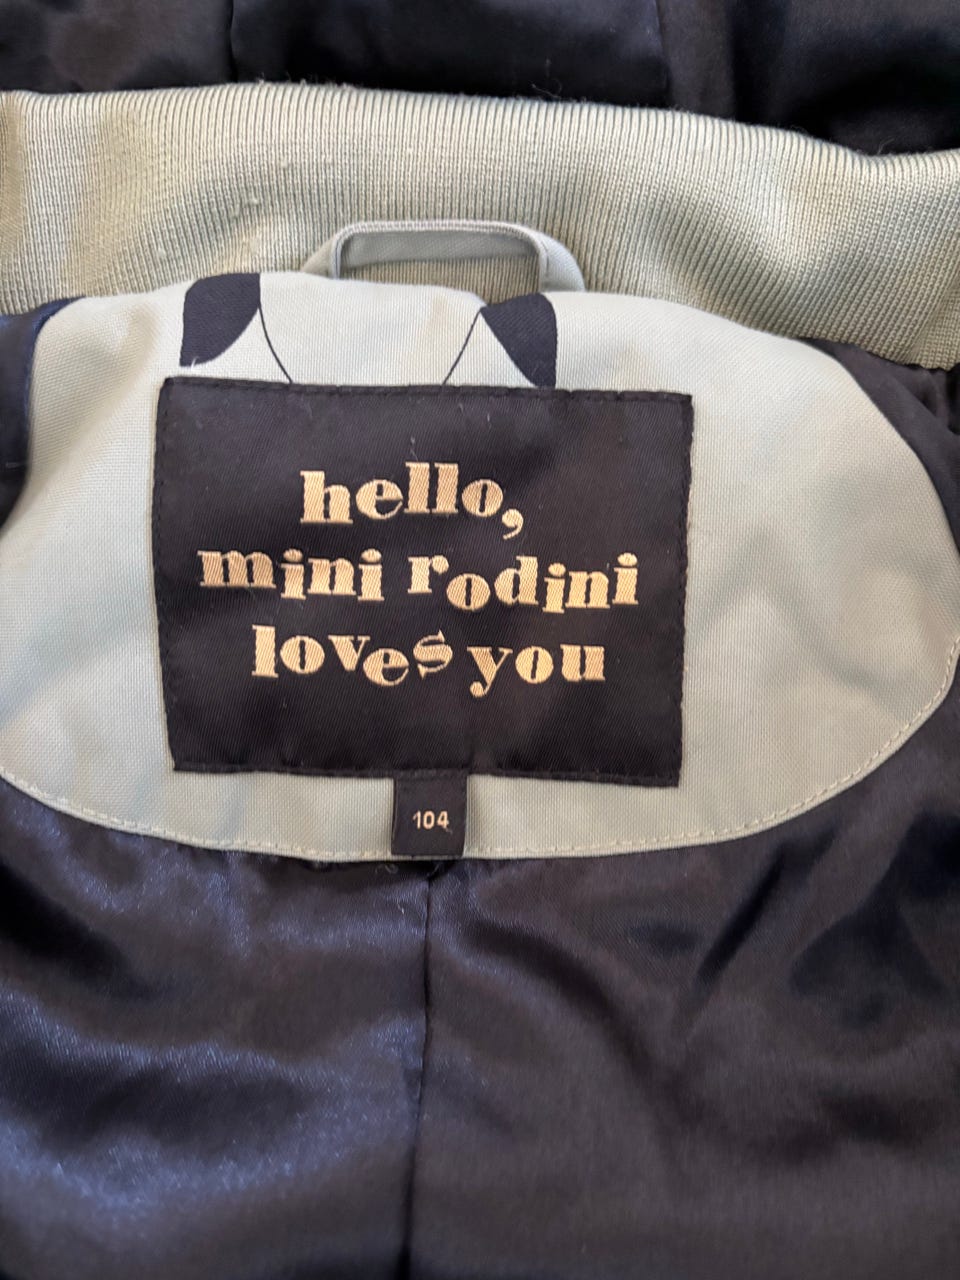 hello,
mini rodini
loves you
104